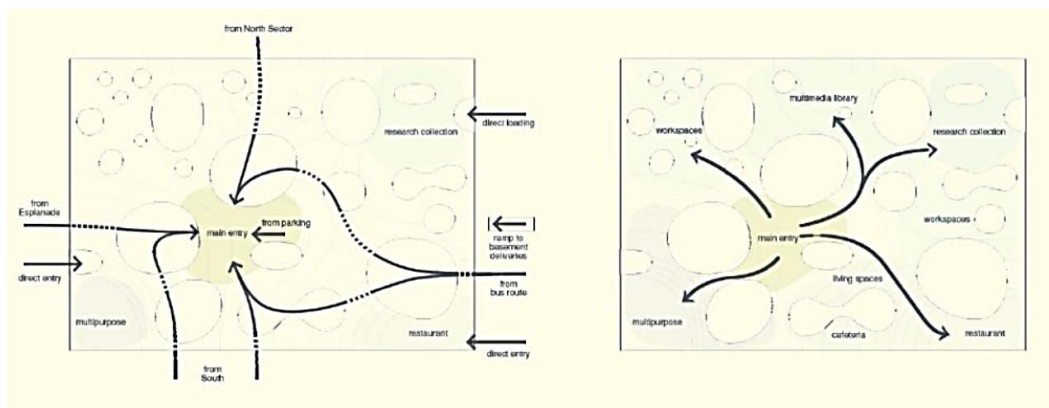 from North Sector
direct loading
research collection
from
Esplanade
from parking
main entry
ramp to
basement
deliveries
direct entry
from
bus route
multipurpose
restaurant
direct entry
from
South
multimedia library
workspaces
research collection
workspaces
main entry
living spaces
multipurpose
cafeteria
restaurant